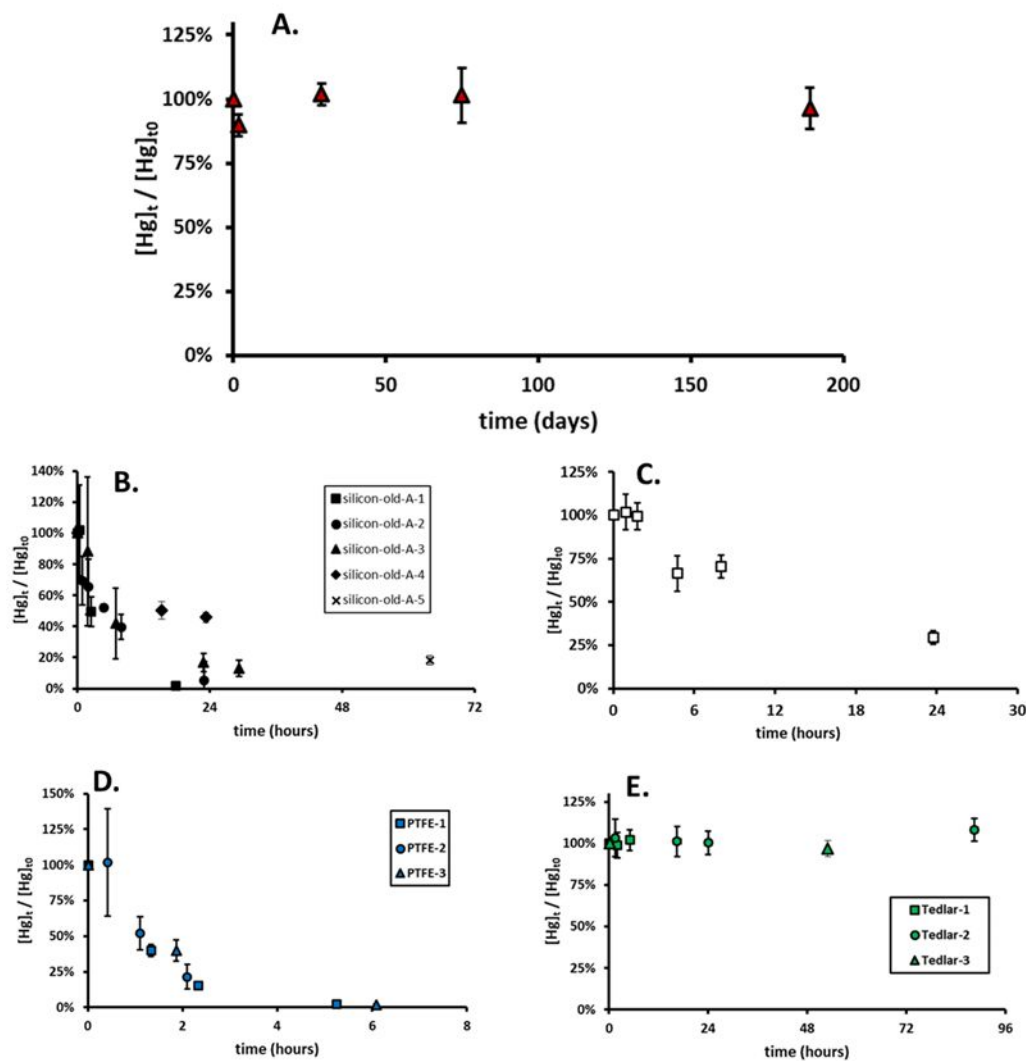 A.
125%
100%
75%
50%
25%
0%
[Hg]t / [Hg]t0
0 50 100 150 200
time (days)
B.
140%
120%
100%
80%
60%
40%
20%
0%
[Hg]t / [Hg]t0
silicon-old-A-1
silicon-old-A-2
silicon-old-A-3
silicon-old-A-4
silicon-old-A-5
0 24 48 72
time (hours)
C.
125%
100%
75%
50%
25%
0%
[Hg]t / [Hg]t0
0 6 12 18 24 30
time (hours)
D.
150%
125%
100%
75%
50%
25%
0%
[Hg]t / [Hg]t0
PTFE-1
PTFE-2
PTFE-3
0 2 4 6 8
time (hours)
E.
125%
100%
75%
50%
25%
0%
[Hg]t / [Hg]t0
Tedlar-1
Tedlar-2
Tedlar-3
0 24 48 72 96
time (hours)